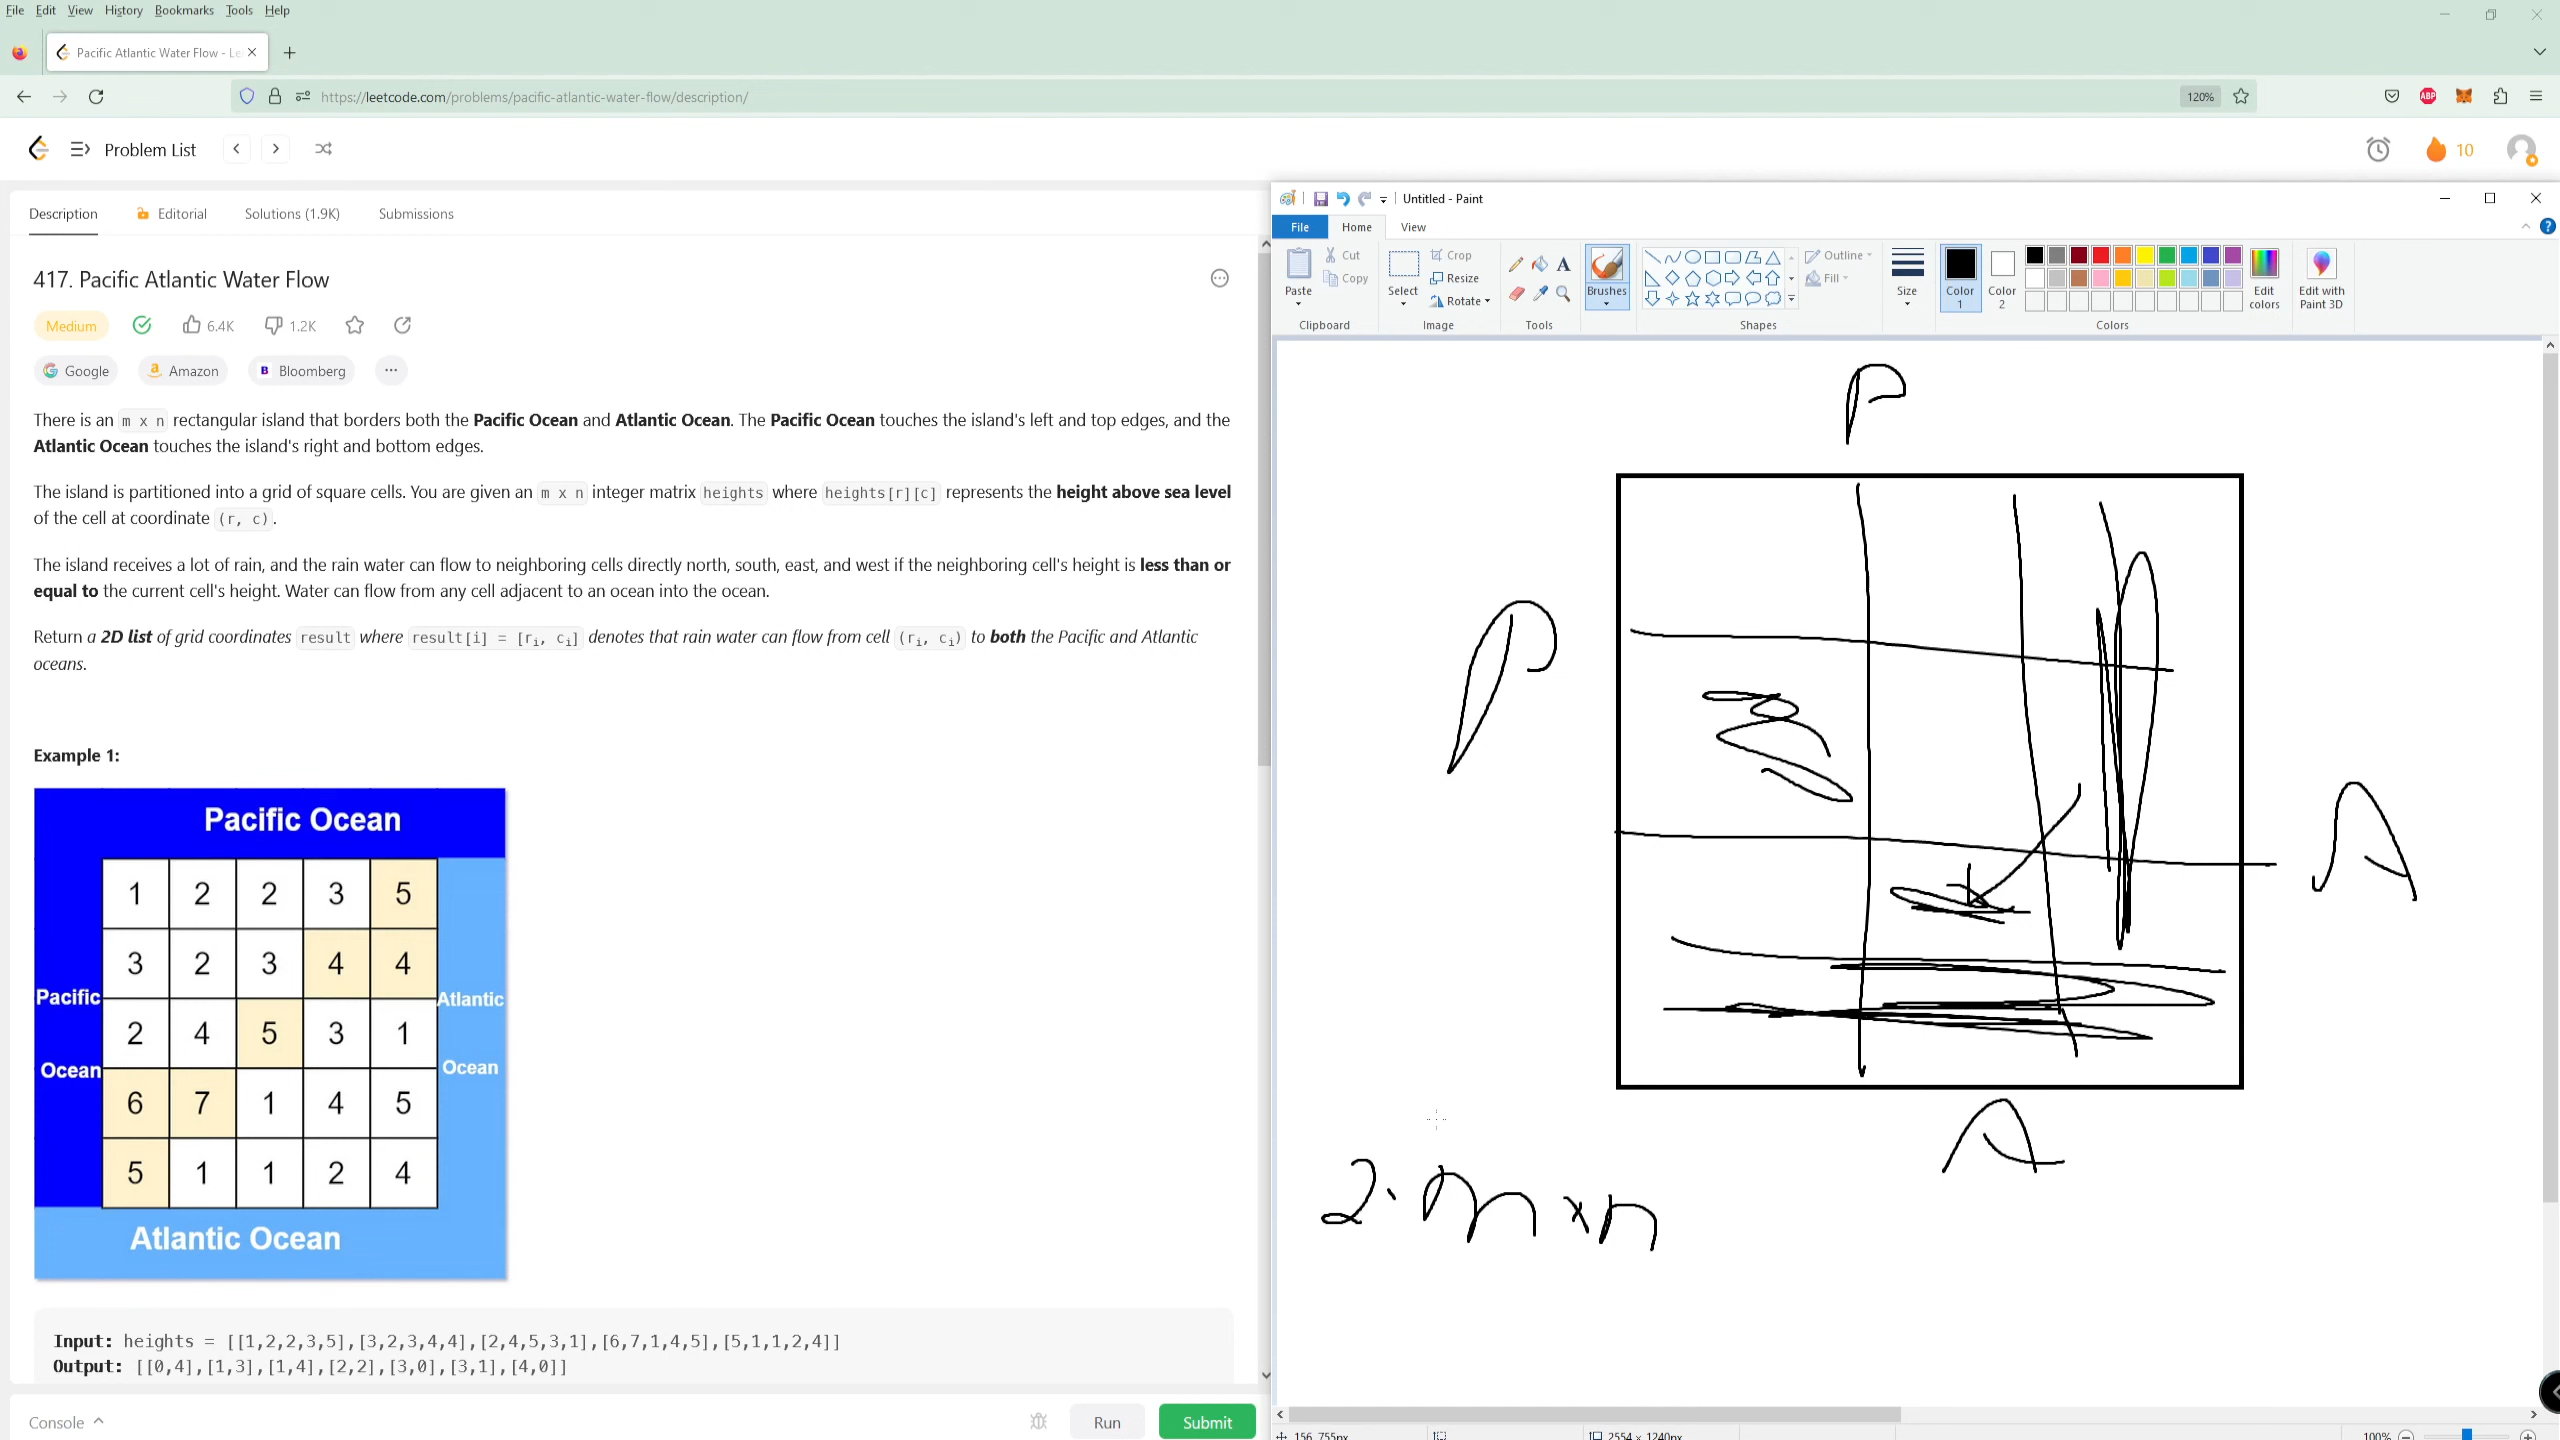 File Edit View History Bookmarks Tools Help
Pacific Atlantic Water Flow - Le
https://leetcode.com/problems/pacific-atlantic-water-flow/description/
120%
ABP
Problem List
10
Description Editorial Solutions (1.9K) Submissions
417. Pacific Atlantic Water Flow
Medium 6.4K 1.2K
Google Amazon B Bloomberg
There is an m x n rectangular island that borders both the Pacific Ocean and Atlantic Ocean. The Pacific Ocean touches the island's left and top edges, and the
Atlantic Ocean touches the island's right and bottom edges.
The island is partitioned into a grid of square cells. You are given an m x n integer matrix heights where heights[r][c] represents the height above sea level
of the cell at coordinate (r, c).
The island receives a lot of rain, and the rain water can flow to neighboring cells directly north, south, east, and west if the neighboring cell's height is less than or
equal to the current cell's height. Water can flow from any cell adjacent to an ocean into the ocean.
Return a 2D list of grid coordinates result where result[i] = [ri, ci] denotes that rain water can flow from cell (ri, ci) to both the Pacific and Atlantic
oceans.
Example 1:
Pacific Ocean
1 2 2 3 5
3 2 3 4 4
Pacific Atlantic
2 4 5 3 1
Ocean Ocean
6 7 1 4 5
5 1 1 2 4
Atlantic Ocean
Input: heights = [[1,2,2,3,5],[3,2,3,4,4],[2,4,5,3,1],[6,7,1,4,5],[5,1,1,2,4]]
Output: [[0,4],[1,3],[1,4],[2,2],[3,0],[3,1],[4,0]]
Console
Run
Submit
Untitled - Paint
File Home View
Paste
Cut
Copy
Clipboard
Select
Crop
Resize
Rotate
Image
A
Tools
Brushes
Outline
Fill
Shapes
Size
Color 1
Color 2
Edit colors
Colors
Edit with Paint 3D
P
P
A
A
2. m x n
156, 755px
2554 × 1240px
100%